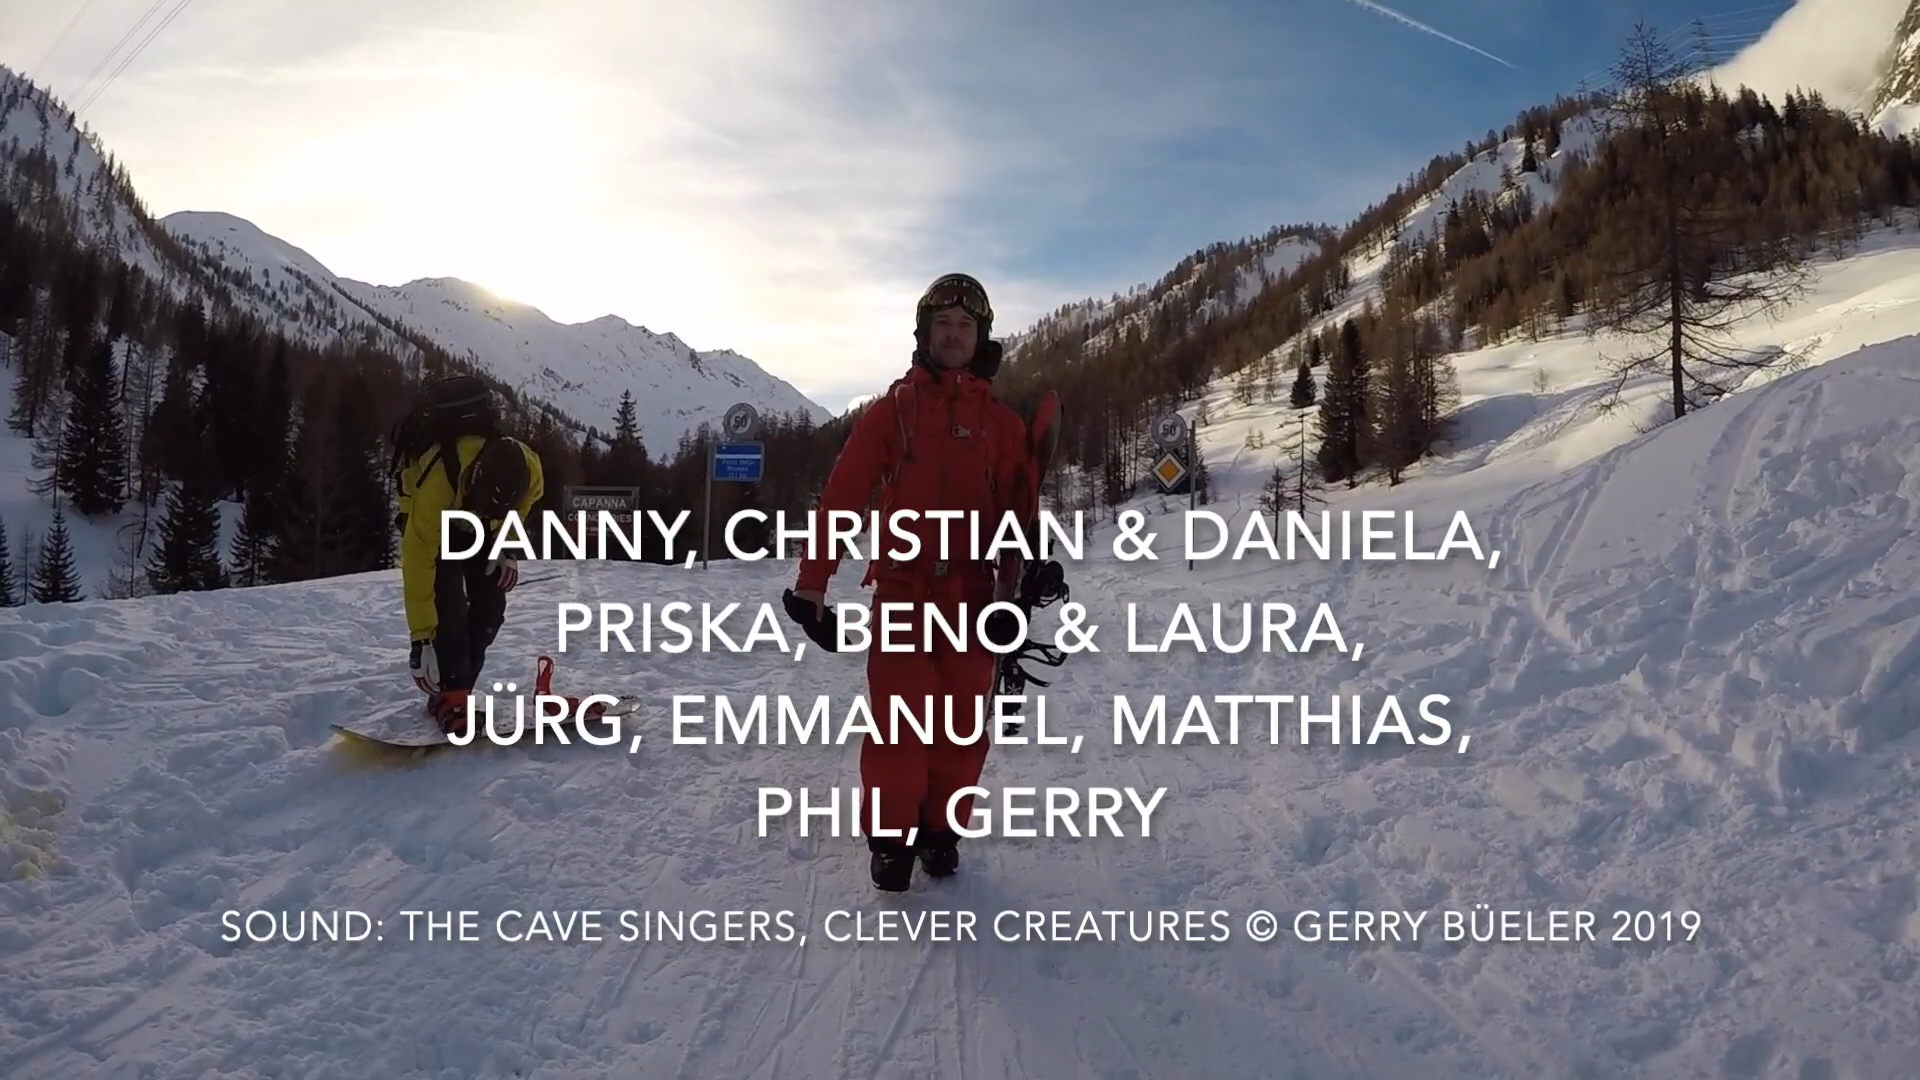 50
50
CAPANNA
DANNY, CHRISTIAN & DANIELA,
PRISKA, BENO & LAURA,
JÜRG, EMMANUEL, MATTHIAS,
PHIL, GERRY
SOUND: THE CAVE SINGERS, CLEVER CREATURES © GERRY BÜELER 2019